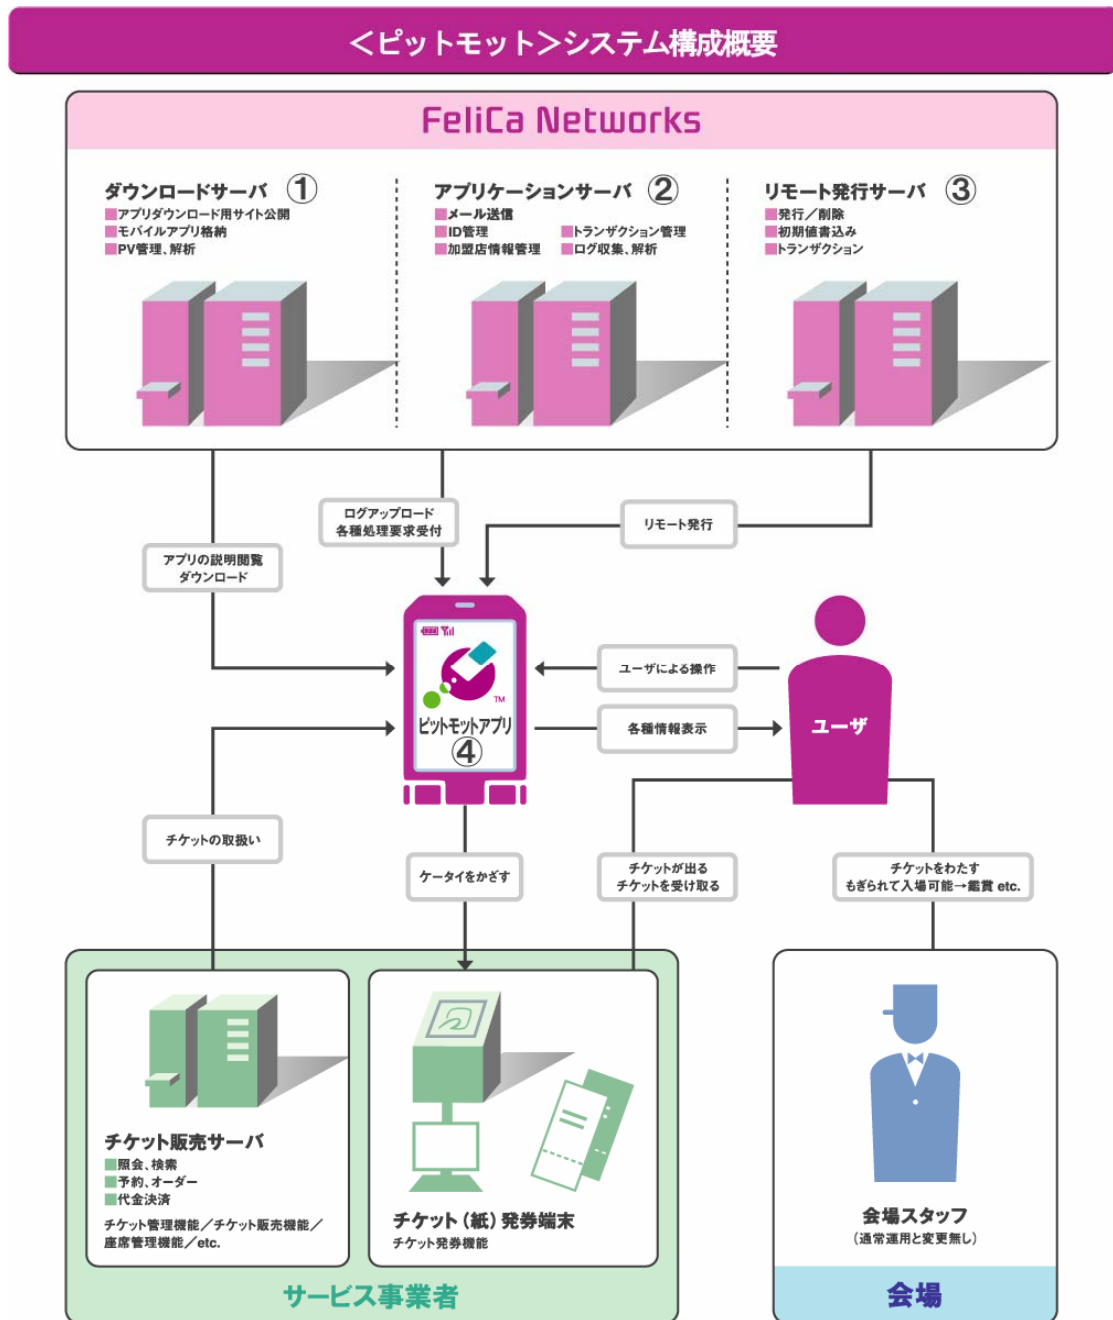 ＜ピットモット＞システム構成概要
FeliCa Networks
ダウンロードサーバ ①
■アプリダウンロード用サイト公開
■モバイルアプリ格納
■PV管理、解析
アプリケーションサーバ ②
■メール送信
■ID管理 ■トランザクション管理
■加盟店情報管理 ■ログ収集、解析
リモート発行サーバ ③
■発行／削除
■初期値書込み
■トランザクション
ログアップロード
各種処理要求受付
リモート発行
アプリの説明閲覧
ダウンロード
TM
ピットモットアプリ
④
ユーザによる操作
各種情報表示
ユーザ
チケットの取扱い
ケータイをかざす
チケットが出る
チケットを受け取る
チケットをわたす
もぎられて入場可能→鑑賞 etc.
チケット販売サーバ
■照会、検索
■予約、オーダー
■代金決済
チケット管理機能／チケット販売機能／
座席管理機能／etc.
チケット（紙）発券端末
チケット発券機能
サービス事業者
会場スタッフ
（通常運用と変更無し）
会場